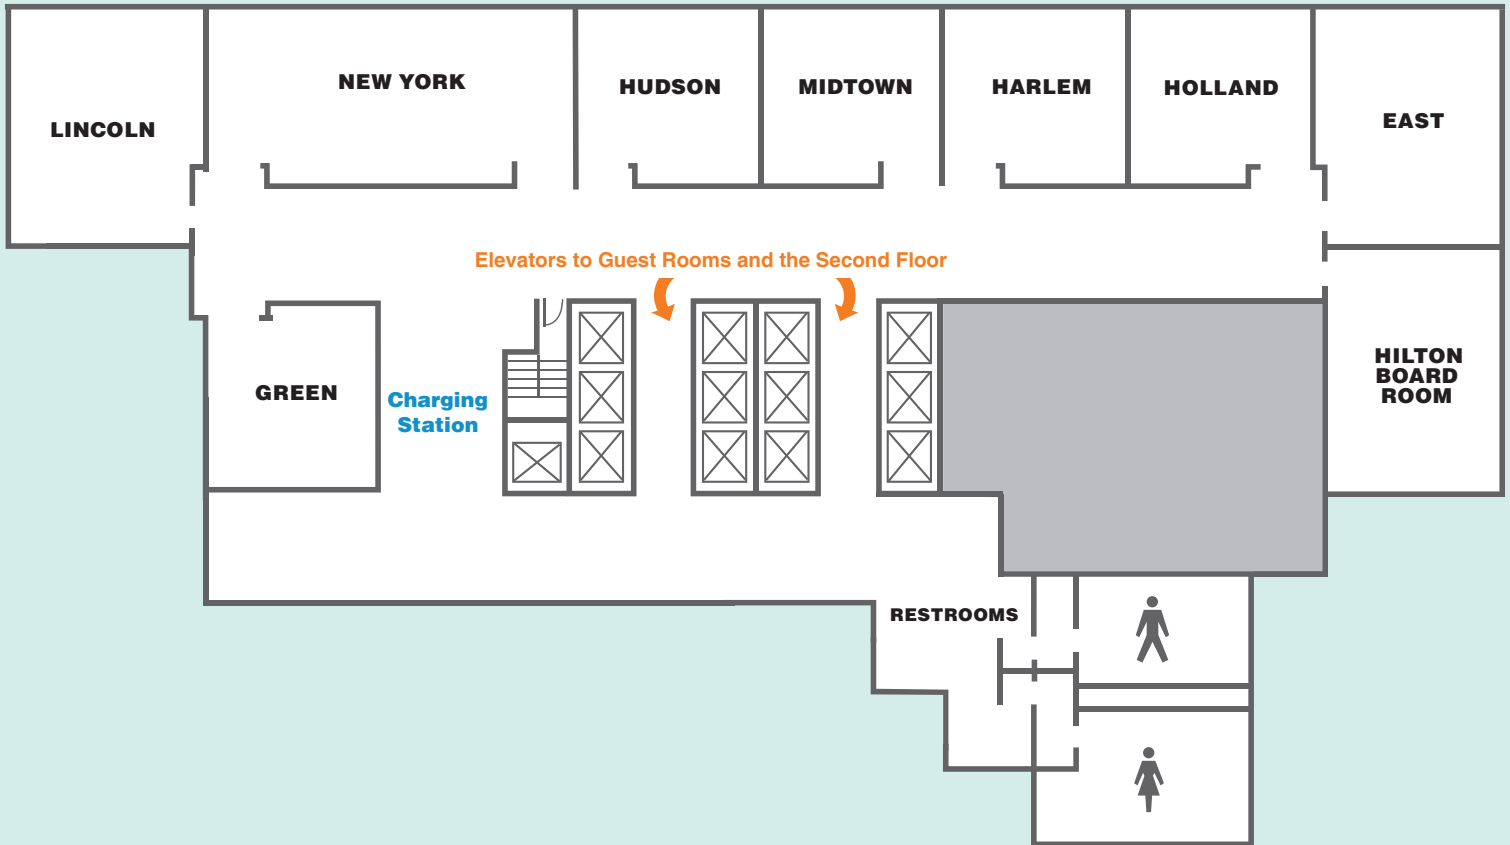 NEW YORK
HUDSON
MIDTOWN
HARLEM
HOLLAND
EAST
LINCOLN
Elevators to Guest Rooms and the Second Floor
HILTON
BOARD
ROOM
GREEN
Charging
Station
RESTROOMS